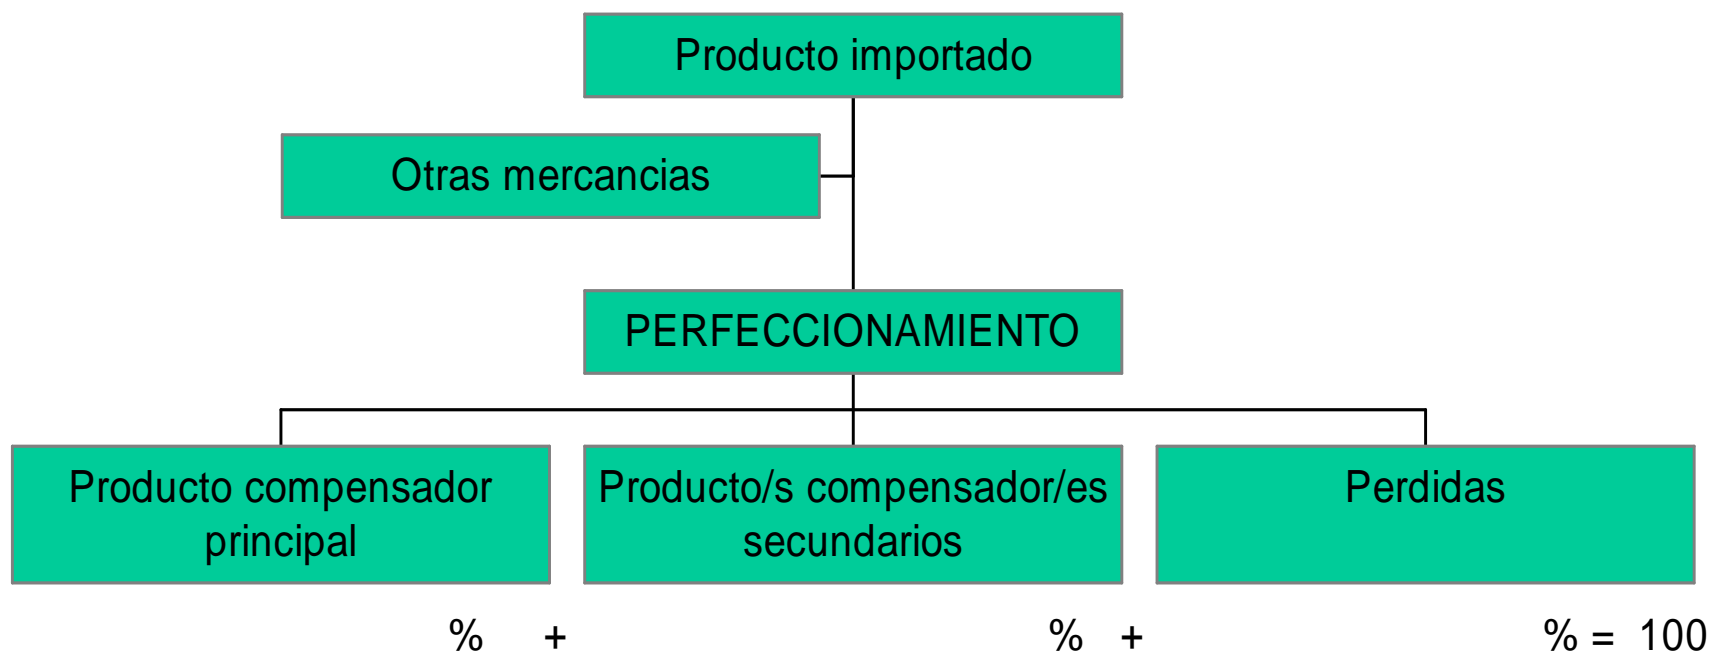 Producto importado
Otras mercancias
PERFECCIONAMIENTO
Producto compensador
principal
Producto/s compensador/es
secundarios
Perdidas
% + % + % = 100